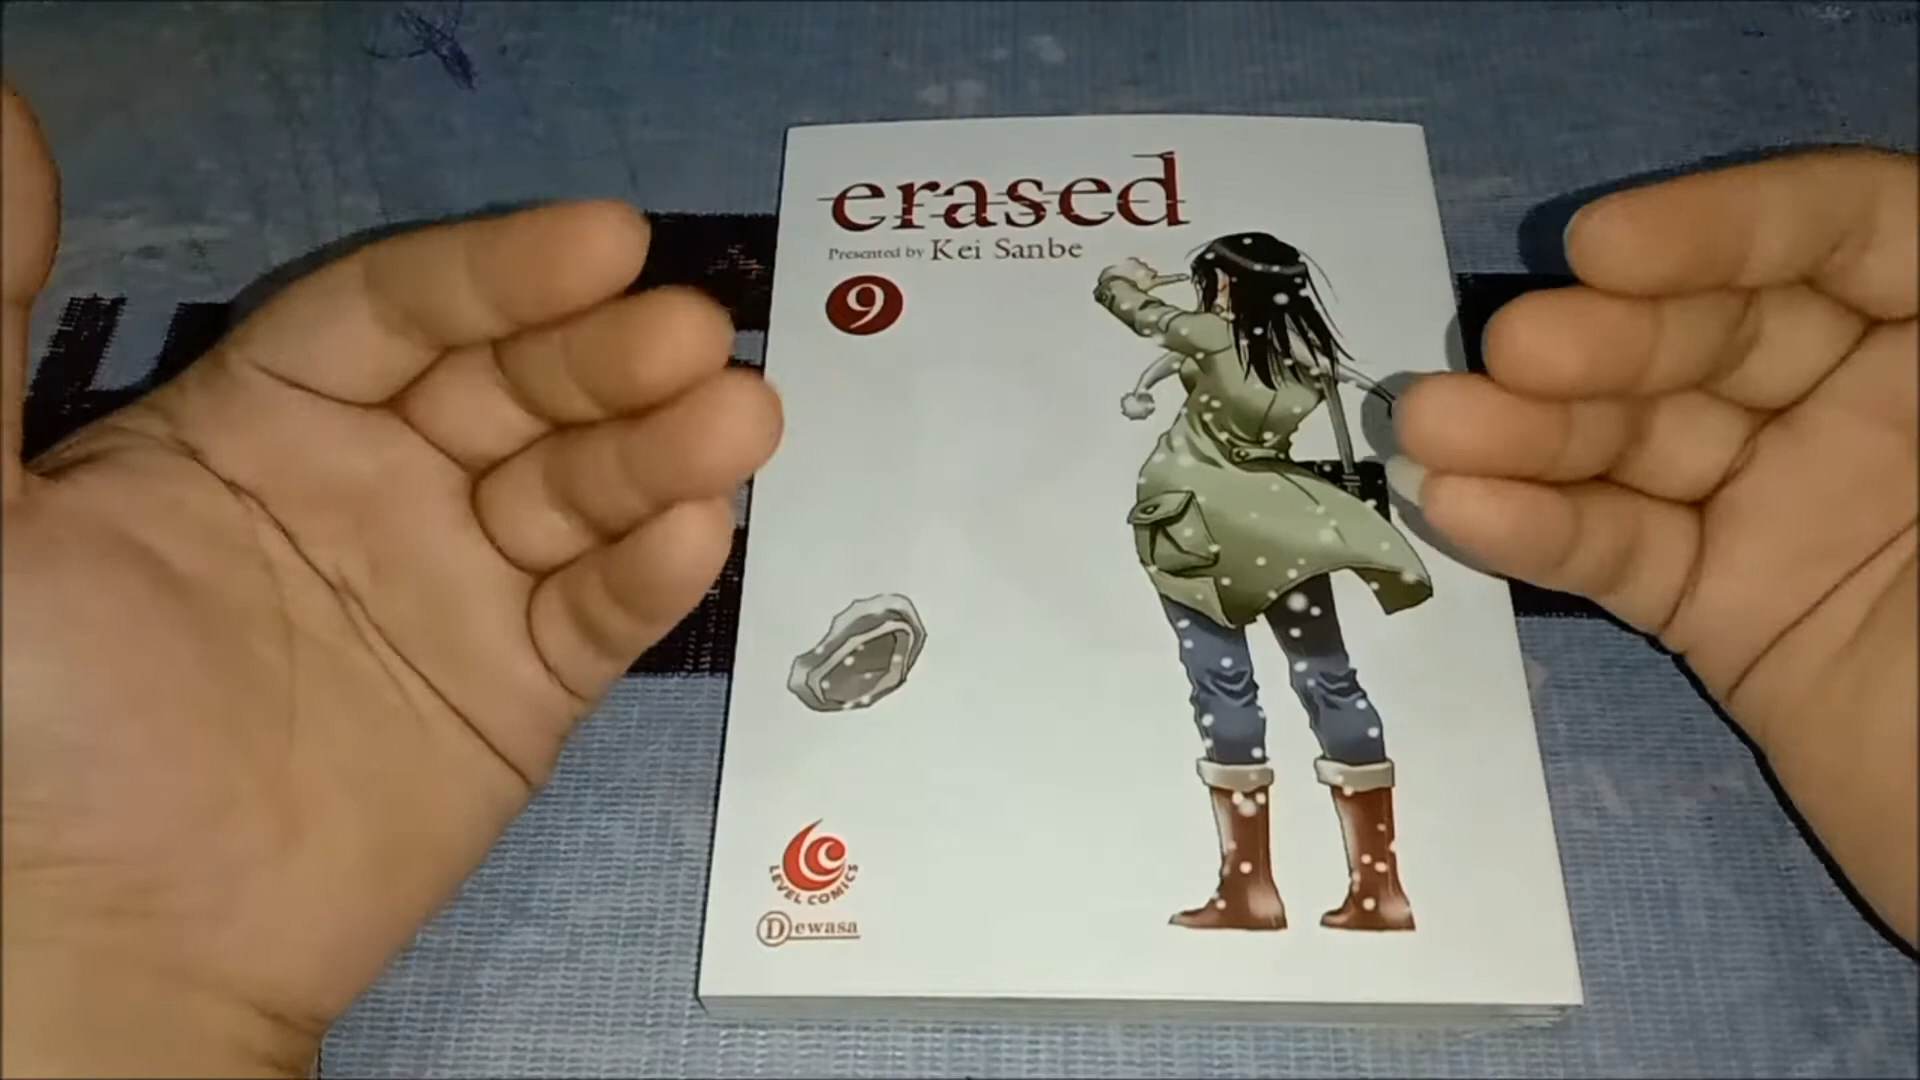 erased
Presented by Kei Sanbe
9
LC
LEVEL COMICS
Dewasa